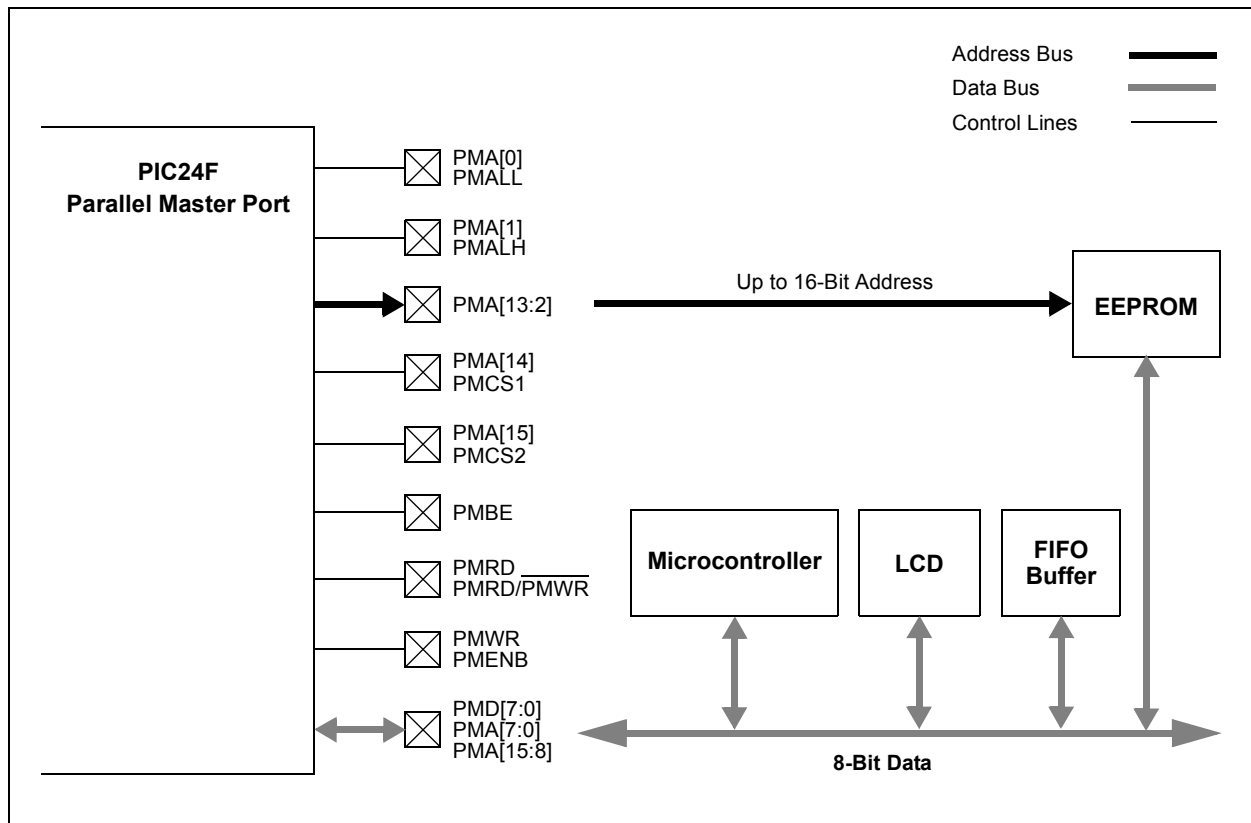 Address Bus
Data Bus
Control Lines
PIC24F
Parallel Master Port
PMA[0]
PMALL
PMA[1]
PMALH
PMA[13:2]
Up to 16-Bit Address
EEPROM
PMA[14]
PMCS1
PMA[15]
PMCS2
PMBE
Microcontroller
LCD
FIFO
Buffer
PMRD
PMRD/PMWR
PMWR
PMENB
PMD[7:0]
PMA[7:0]
PMA[15:8]
8-Bit Data